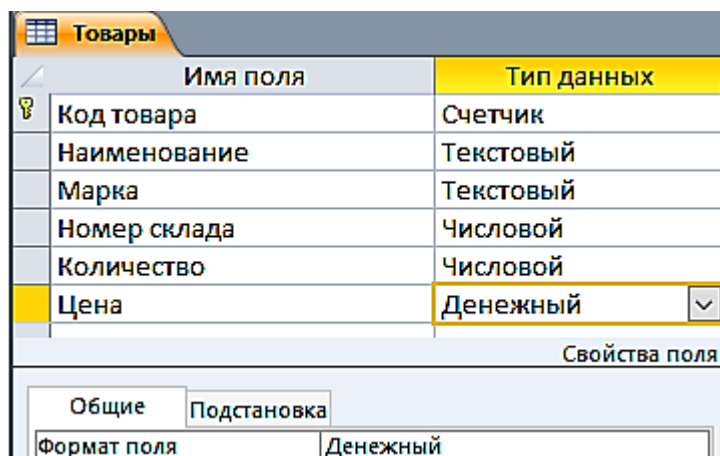 Товары
Имя поля Тип данных
Код товара Счетчик
Наименование Текстовый
Марка Текстовый
Номер склада Числовой
Количество Числовой
Цена Денежный
Свойства поля
Общие Подстановка
Формат поля Денежный